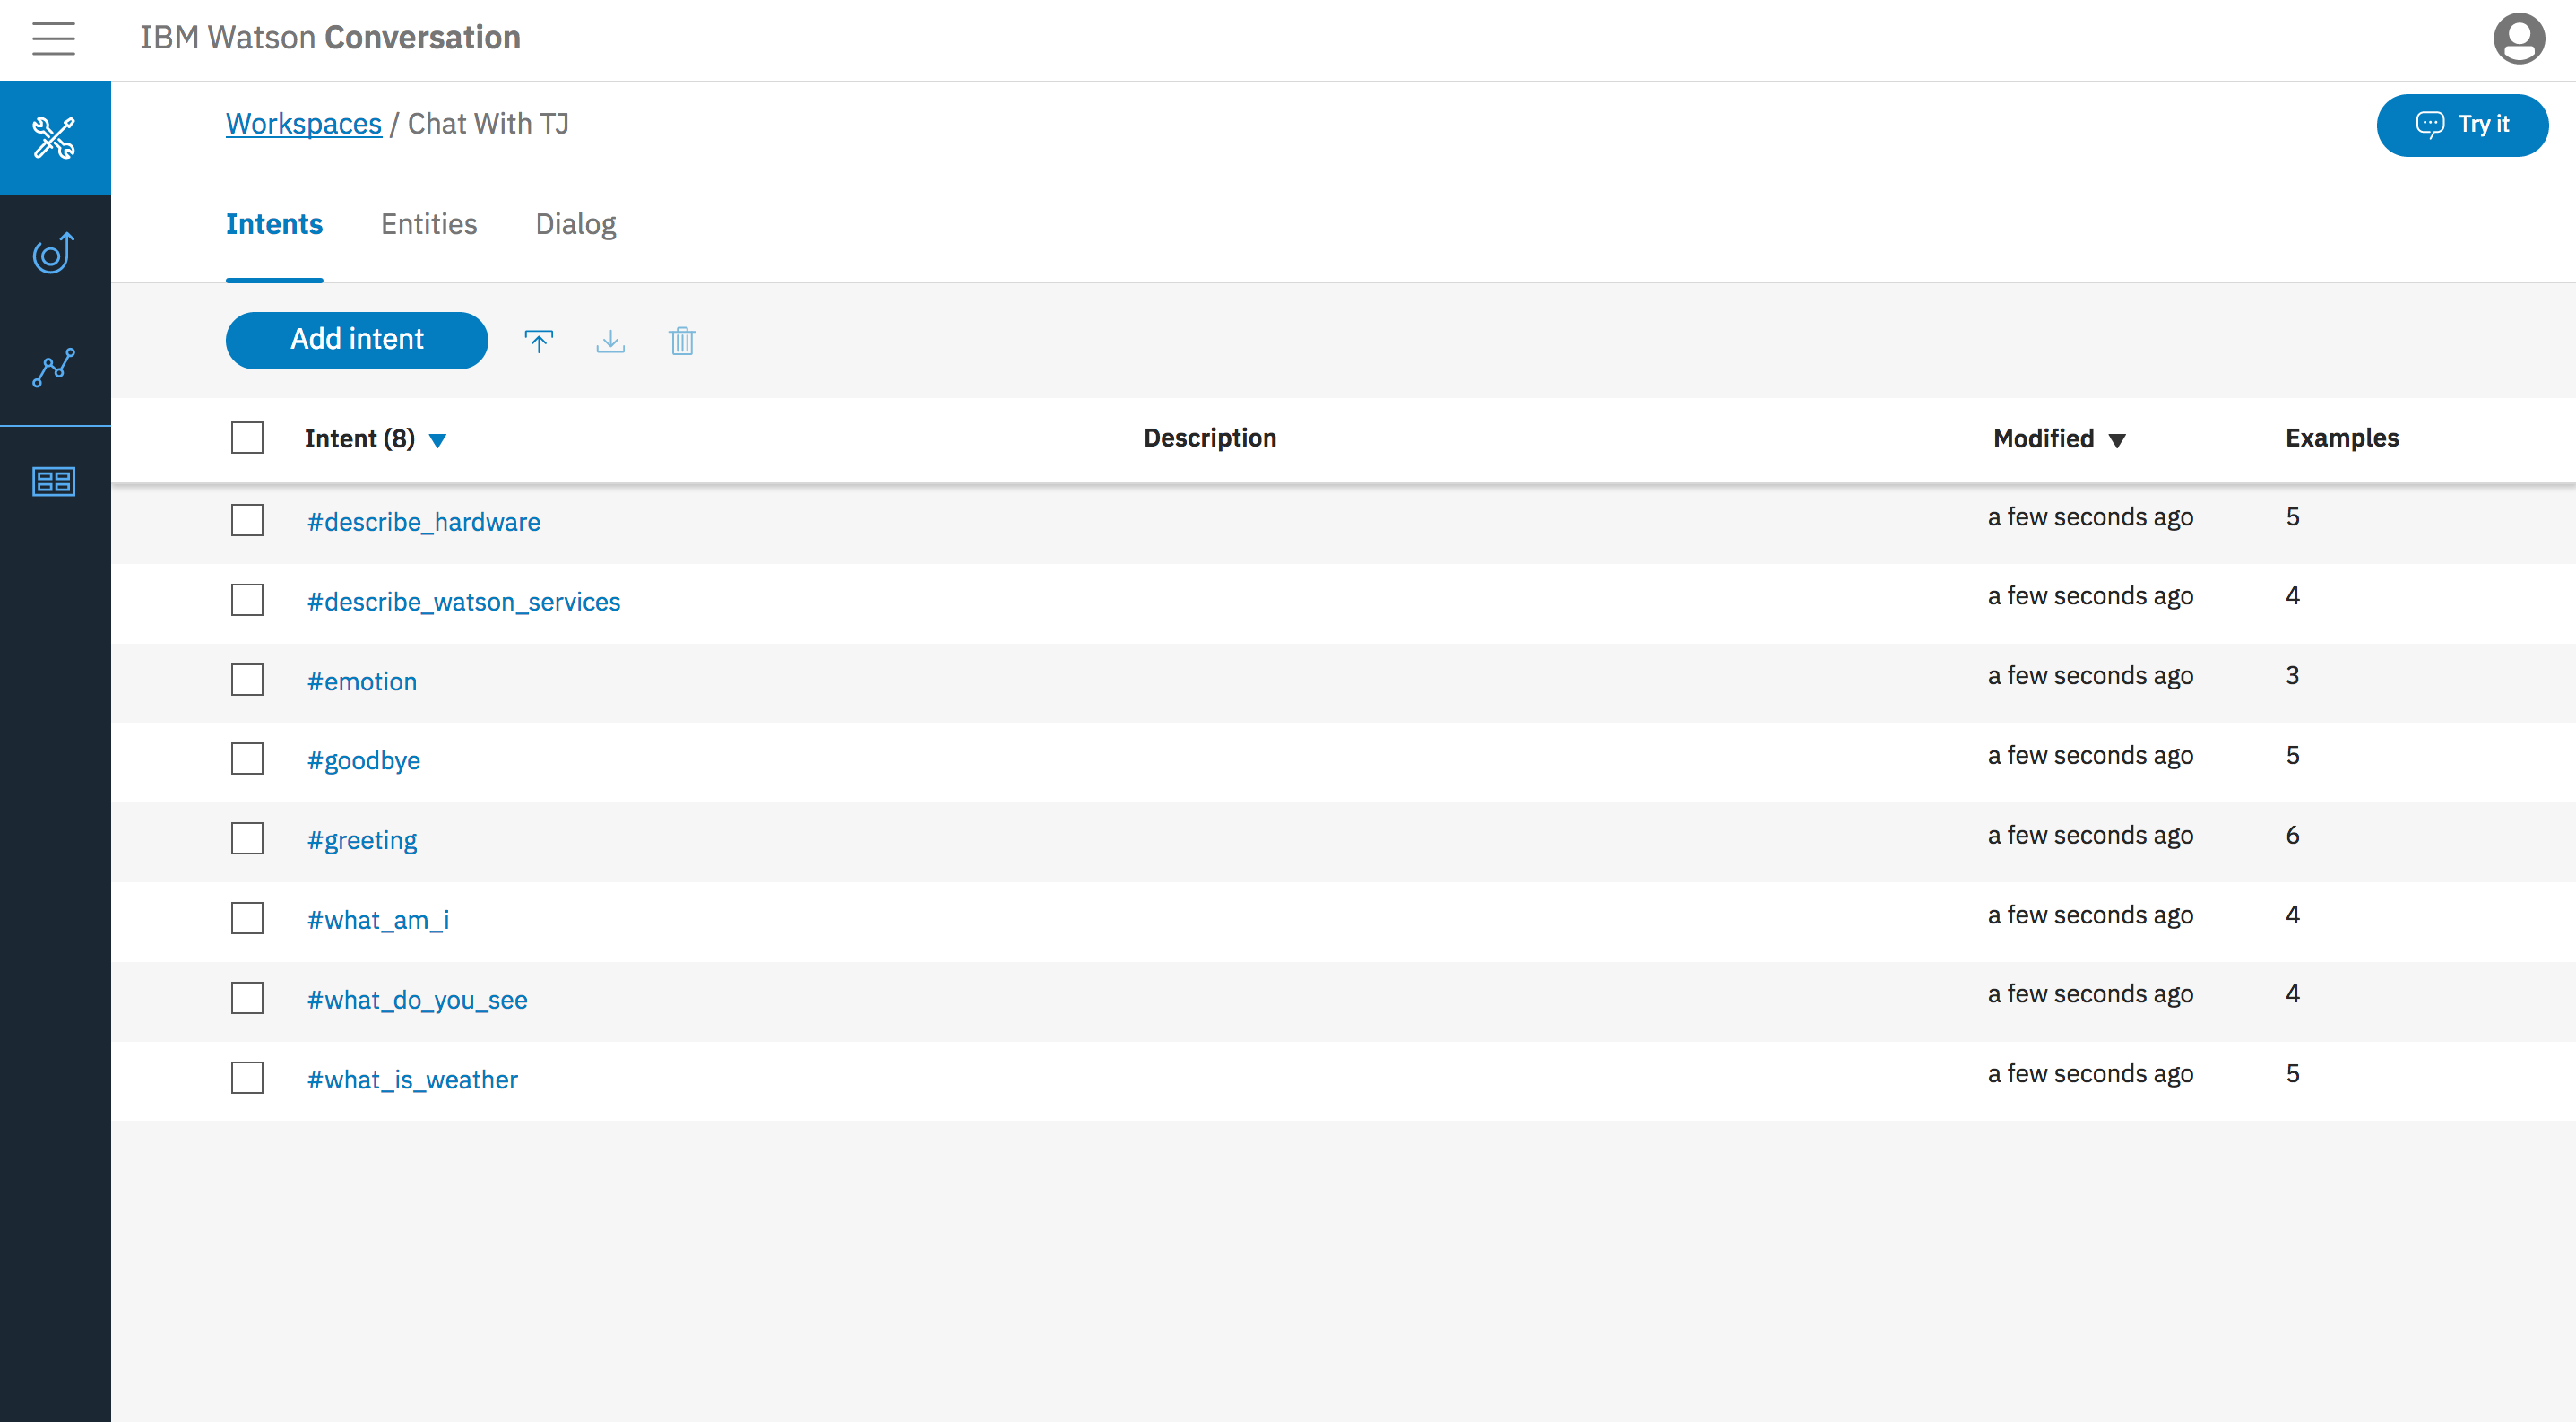 IBM Watson Conversation
Workspaces / Chat With TJ
Try it
Intents Entities Dialog
Add intent
Intent (8) Description Modified Examples
#describe_hardware a few seconds ago 5
#describe_watson_services a few seconds ago 4
#emotion a few seconds ago 3
#goodbye a few seconds ago 5
#greeting a few seconds ago 6
#what_am_i a few seconds ago 4
#what_do_you_see a few seconds ago 4
#what_is_weather a few seconds ago 5